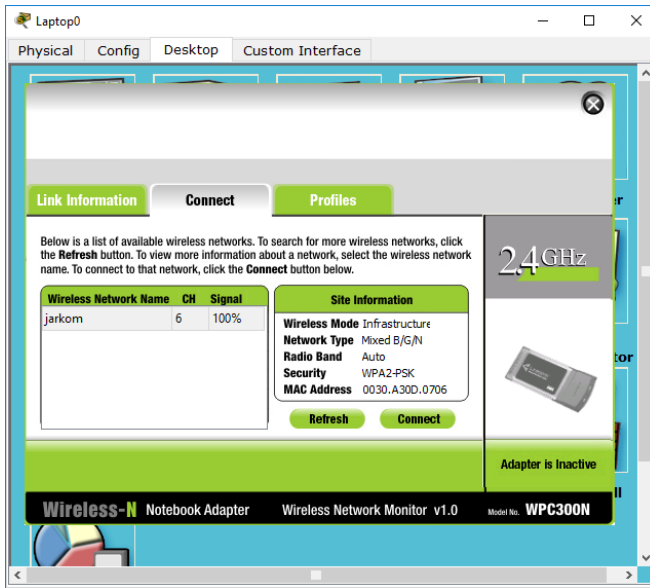 Laptop0
Physical Config Desktop Custom Interface
Link Information Connect Profiles
Below is a list of available wireless networks. To search for more wireless networks, click
the Refresh button. To view more information about a network, select the wireless network
name. To connect to that network, click the Connect button below.
2.4GHz
Wireless Network Name CH Signal
jarkom 6 100%
Site Information
Wireless Mode Infrastructure
Network Type Mixed B/G/N
Radio Band Auto
Security WPA2-PSK
MAC Address 0030.A30D.0706
Refresh Connect
Adapter is Inactive
Wireless-N Notebook Adapter Wireless Network Monitor v1.0 Model No. WPC300N